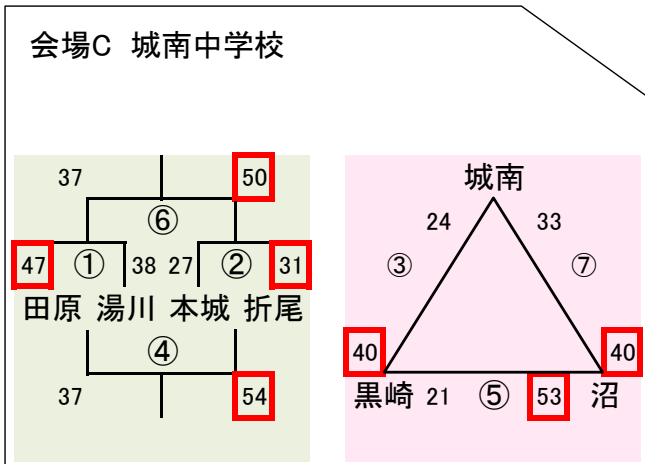 会場C 城南中学校
37 50
⑥
47 ① 38 27 ② 31
田原 湯川 本城 折尾
④
37 54
城南
24 33
③ ⑦
40 40
黒崎 21 ⑤ 53 沼